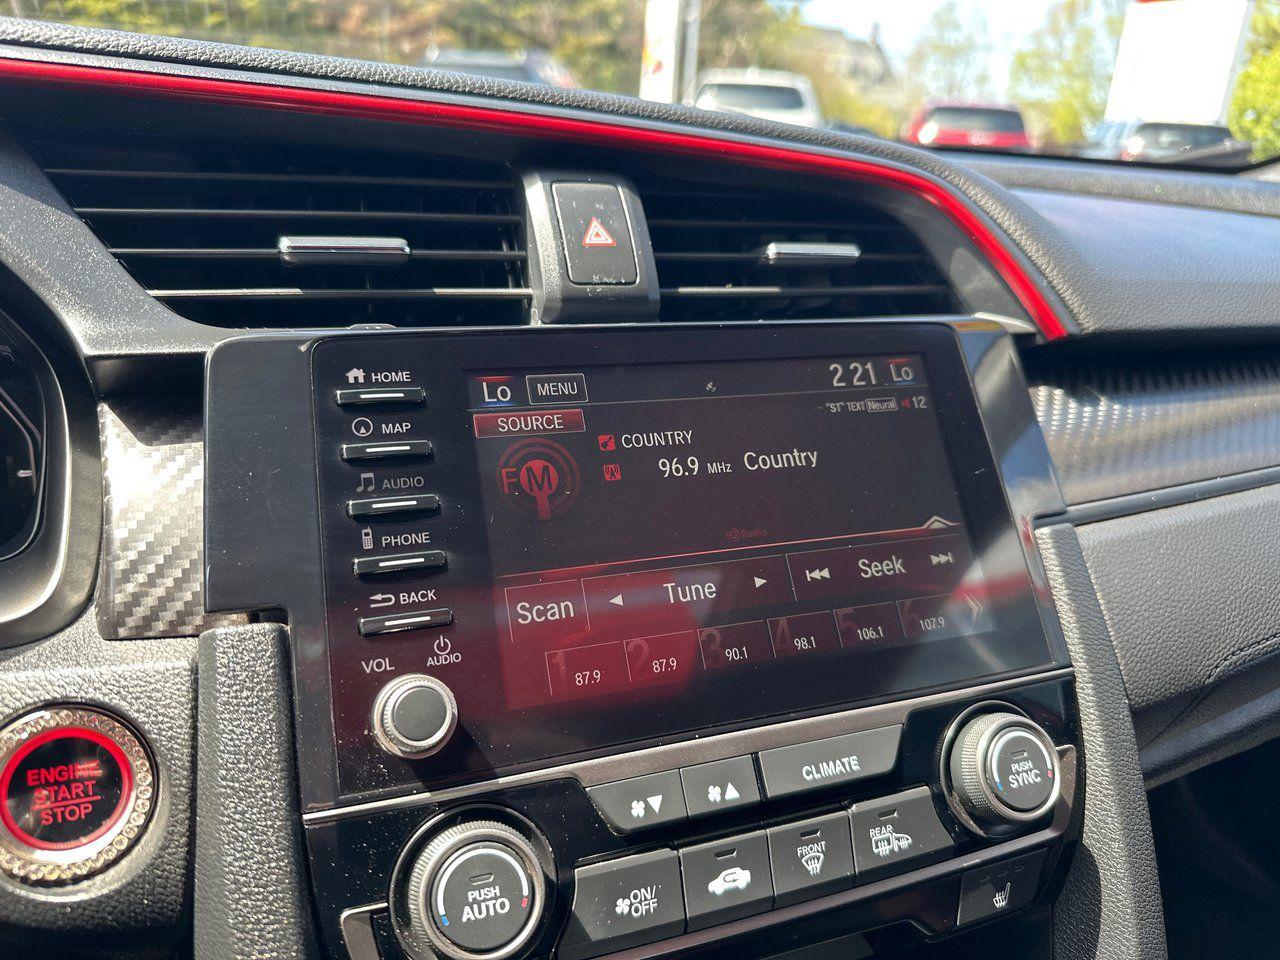 HOME
MAP
AUDIO
PHONE
BACK
VOL
AUDIO
Lo MENU 2 21 Lo
"ST" TEXT Neural 12
SOURCE
FM
COUNTRY
96.9 MHz Country
HD Radio
Scan Tune Seek
1 87.9
2 87.9
3 90.1
4 98.1
5 106.1
6 107.9
ENGINE
START
STOP
CLIMATE
PUSH
SYNC
PUSH
AUTO
ON/
OFF
FRONT
REAR